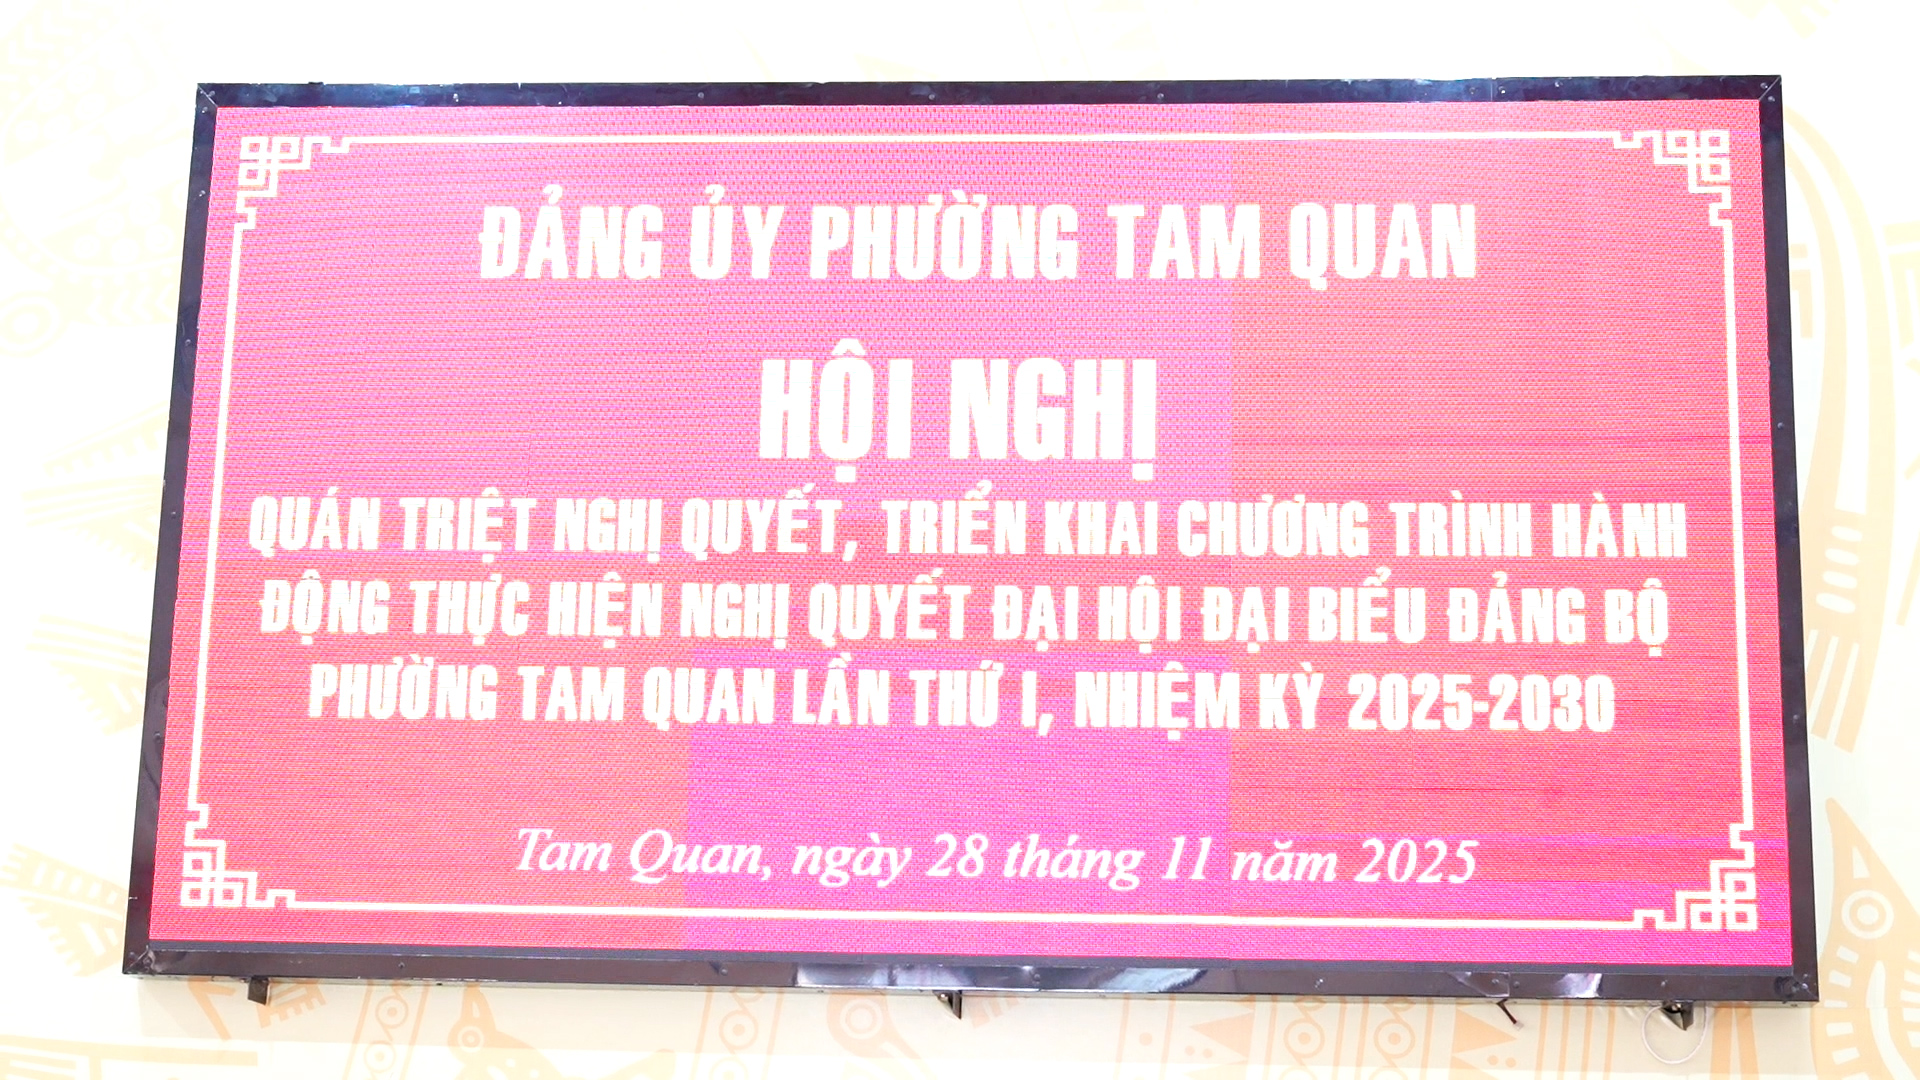 ĐẢNG ỦY PHƯỜNG TAM QUAN
HỘI NGHỊ
QUÁN TRIỆT NGHỊ QUYẾT, TRIỂN KHAI CHƯƠNG TRÌNH HÀNH
ĐỘNG THỰC HIỆN NGHỊ QUYẾT ĐẠI HỘI ĐẠI BIỂU ĐẢNG BỘ
PHƯỜNG TAM QUAN LẦN THỨ I, NHIỆM KỲ 2025-2030
Tam Quan, ngày 28 tháng 11 năm 2025